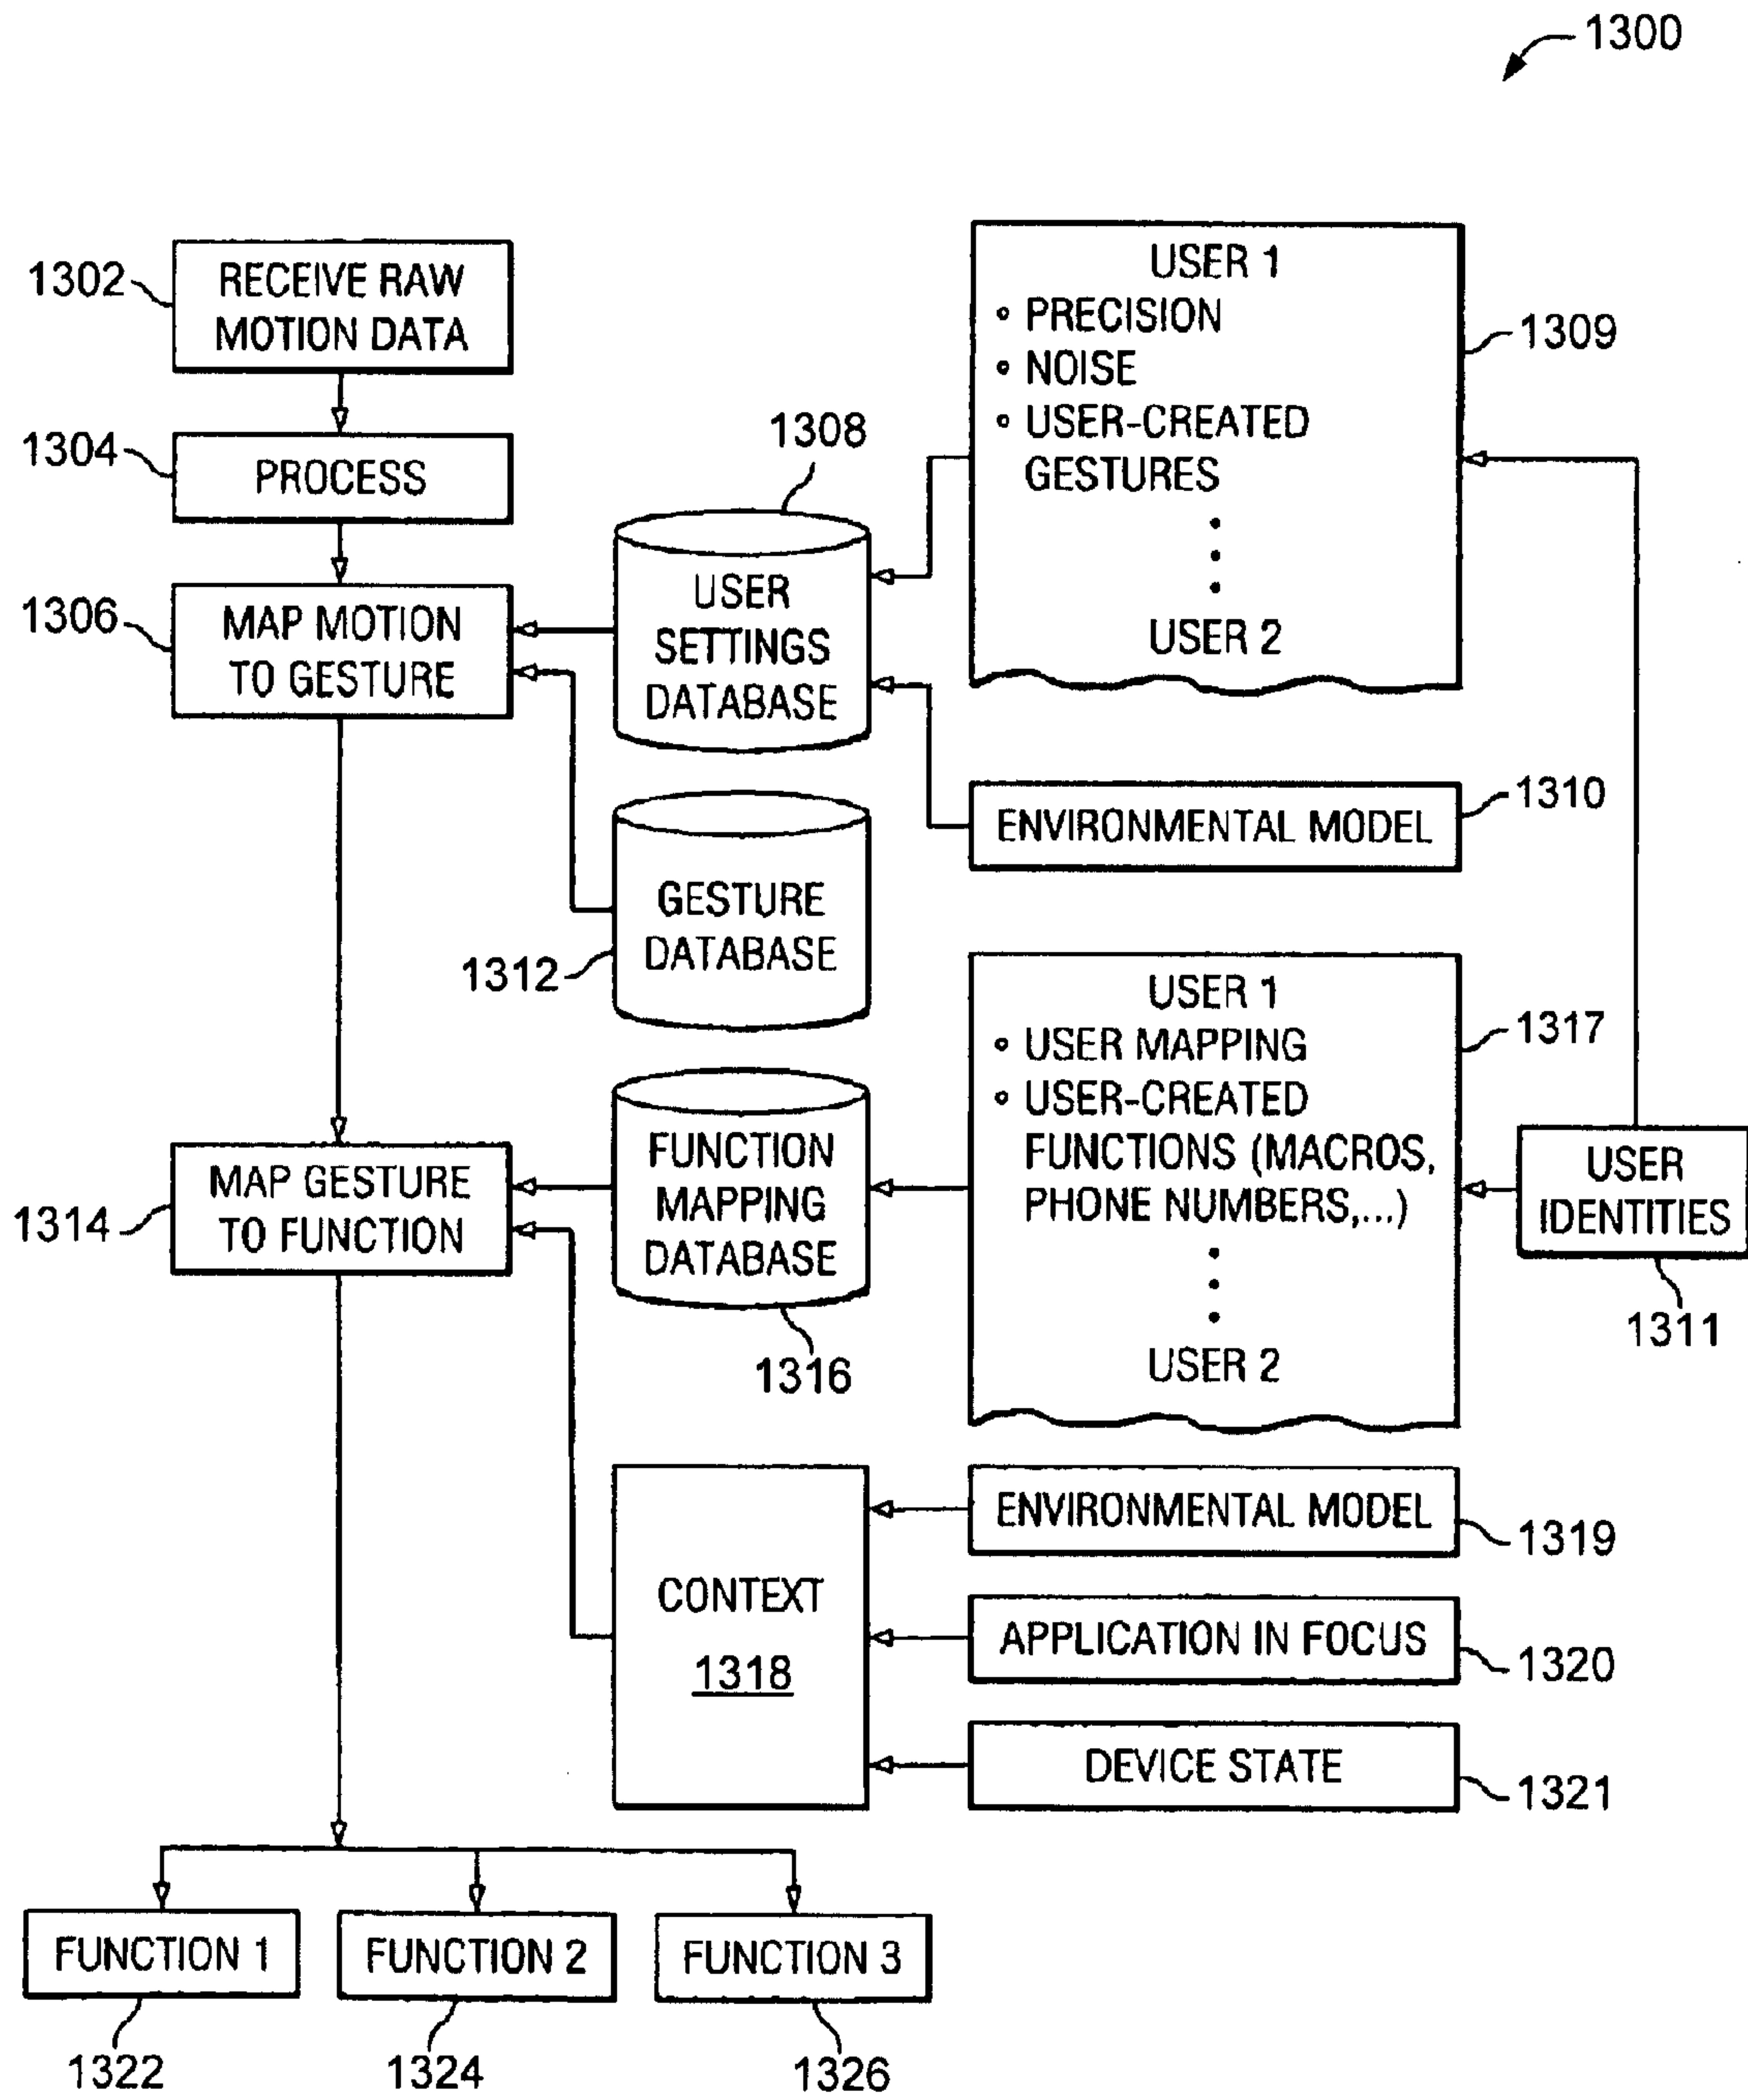 1300
1302
RECEIVE RAW
MOTION DATA
1304
PROCESS
1306
MAP MOTION
TO GESTURE
1308
USER
SETTINGS
DATABASE
USER 1
• PRECISION
• NOISE
• USER-CREATED
GESTURES
USER 2
1309
ENVIRONMENTAL MODEL
1310
GESTURE
DATABASE
1312
1314
MAP GESTURE
TO FUNCTION
FUNCTION
MAPPING
DATABASE
1316
USER 1
• USER MAPPING
• USER-CREATED
FUNCTIONS (MACROS,
PHONE NUMBERS,...)
USER 2
1317
USER
IDENTITIES
1311
CONTEXT
1318
ENVIRONMENTAL MODEL
1319
APPLICATION IN FOCUS
1320
DEVICE STATE
1321
FUNCTION 1
FUNCTION 2
FUNCTION 3
1322
1324
1326